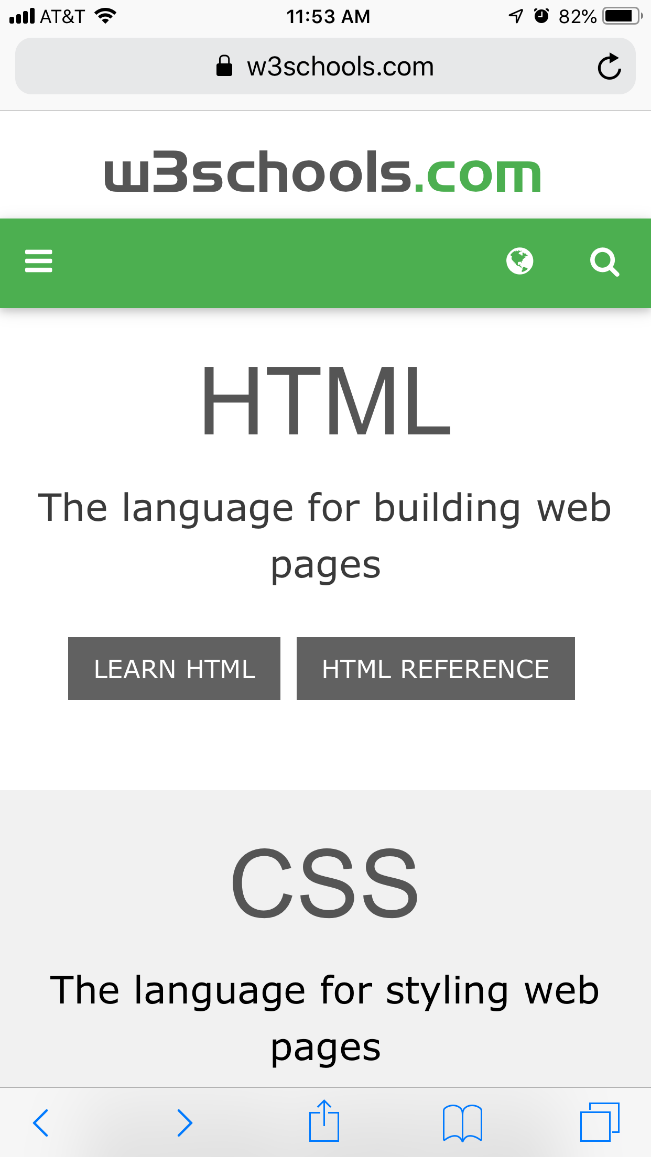 AT&T 11:53 AM 82%
w3schools.com
w3schools.com
HTML
The language for building web
pages
LEARN HTML HTML REFERENCE
CSS
The language for styling web
pages